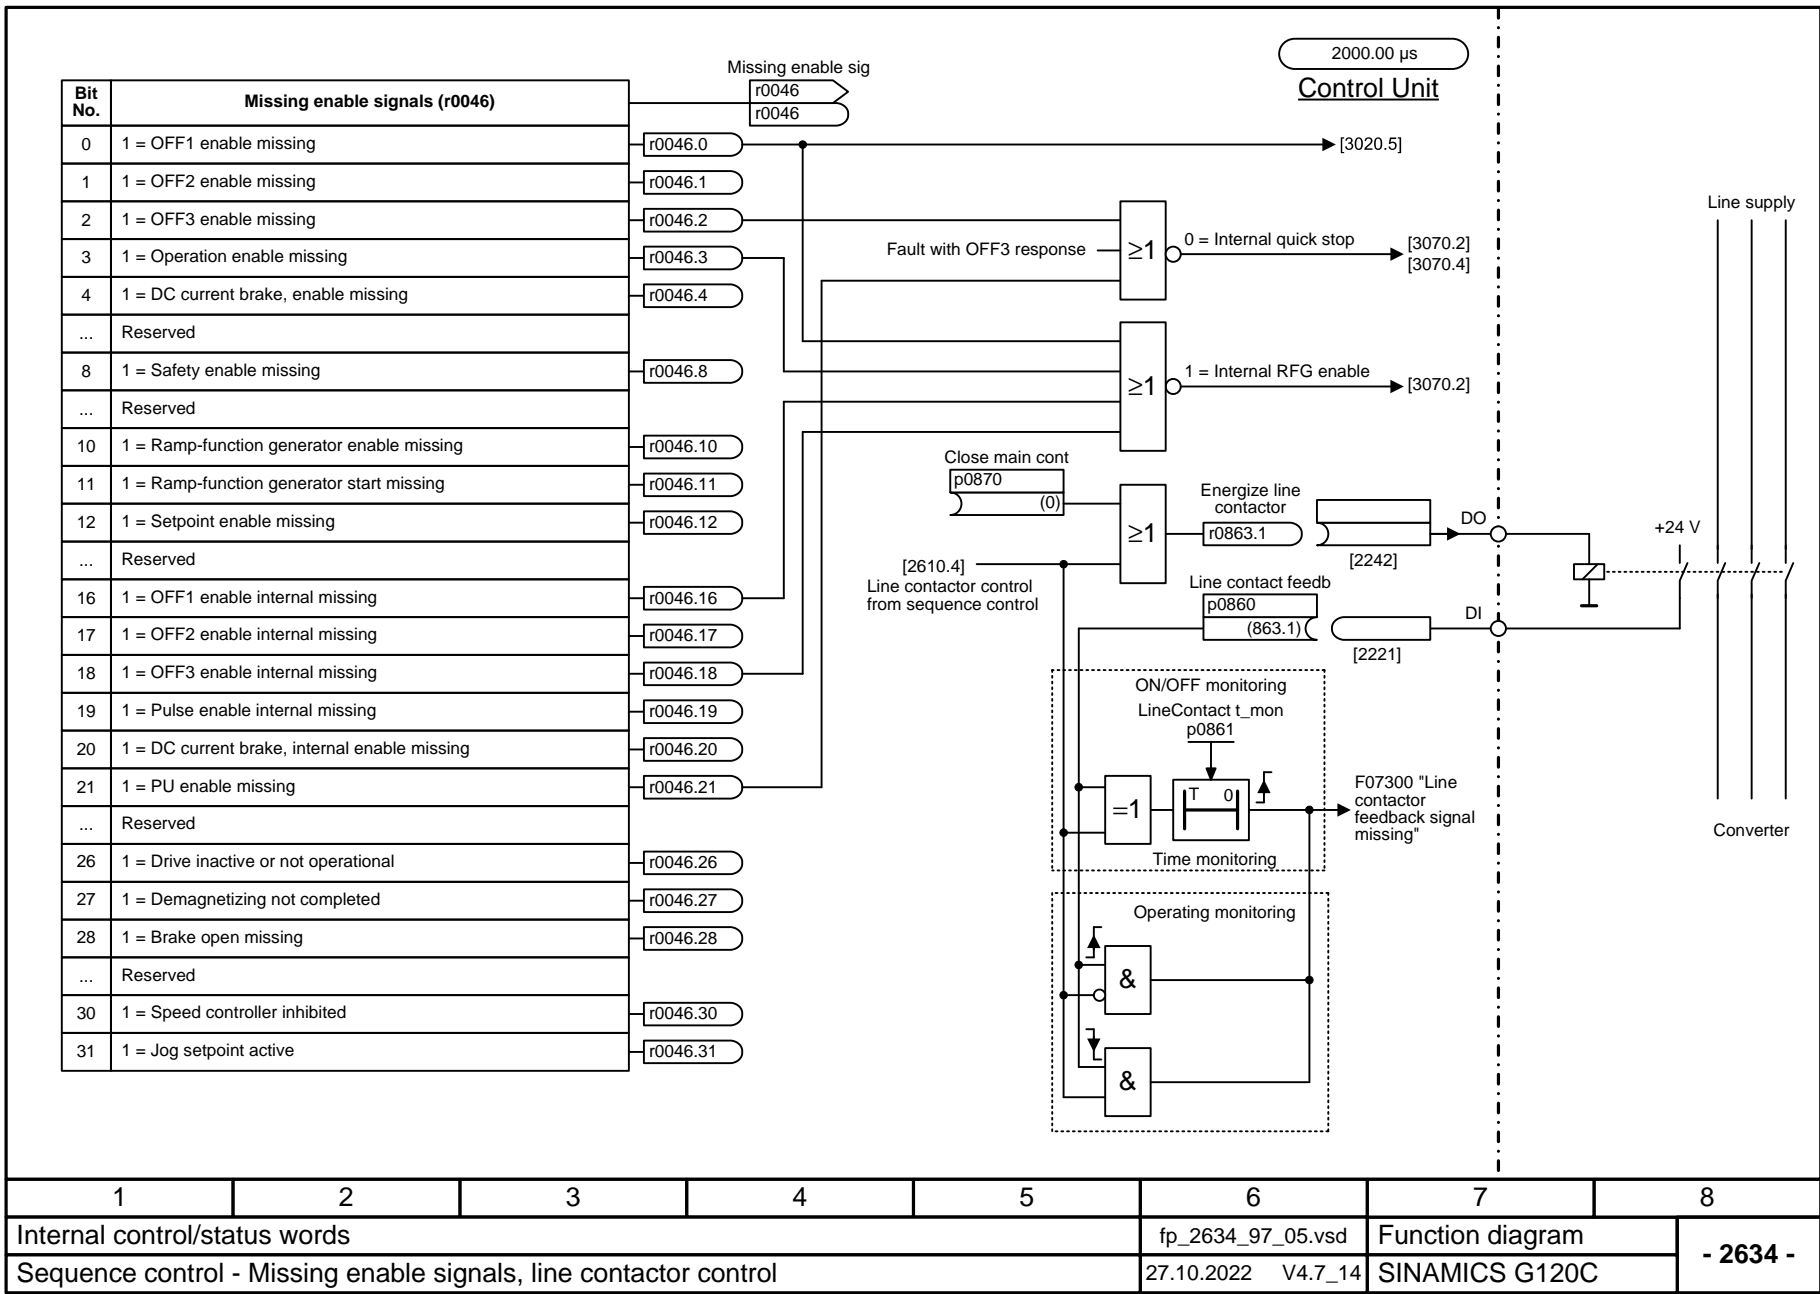 2000.00 µs
Control Unit
Missing enable sig
r0046
r0046
Bit No.
Missing enable signals (r0046)
0 1 = OFF1 enable missing r0046.0 [3020.5]
1 1 = OFF2 enable missing r0046.1
2 1 = OFF3 enable missing r0046.2
3 1 = Operation enable missing r0046.3
4 1 = DC current brake, enable missing r0046.4
... Reserved
8 1 = Safety enable missing r0046.8
... Reserved
10 1 = Ramp-function generator enable missing r0046.10
11 1 = Ramp-function generator start missing r0046.11
12 1 = Setpoint enable missing r0046.12
... Reserved
16 1 = OFF1 enable internal missing r0046.16
17 1 = OFF2 enable internal missing r0046.17
18 1 = OFF3 enable internal missing r0046.18
19 1 = Pulse enable internal missing r0046.19
20 1 = DC current brake, internal enable missing r0046.20
21 1 = PU enable missing r0046.21
... Reserved
26 1 = Drive inactive or not operational r0046.26
27 1 = Demagnetizing not completed r0046.27
28 1 = Brake open missing r0046.28
... Reserved
30 1 = Speed controller inhibited r0046.30
31 1 = Jog setpoint active r0046.31
Fault with OFF3 response
≥1
0 = Internal quick stop
[3070.2]
[3070.4]
≥1
1 = Internal RFG enable
[3070.2]
Close main cont
p0870
(0)
≥1
[2610.4]
Line contactor control
from sequence control
Energize line
contactor
r0863.1
[2242]
DO
Line contact feedb
p0860
(863.1)
[2221]
DI
Line supply
+24 V
Converter
ON/OFF monitoring
LineContact t_mon
p0861
=1
T 0
Time monitoring
F07300 "Line
contactor
feedback signal
missing"
Operating monitoring
&
&
1 2 3 4 5 6 7 8
Internal control/status words
fp_2634_97_05.vsd
Function diagram
- 2634 -
Sequence control - Missing enable signals, line contactor control
27.10.2022 V4.7_14
SINAMICS G120C